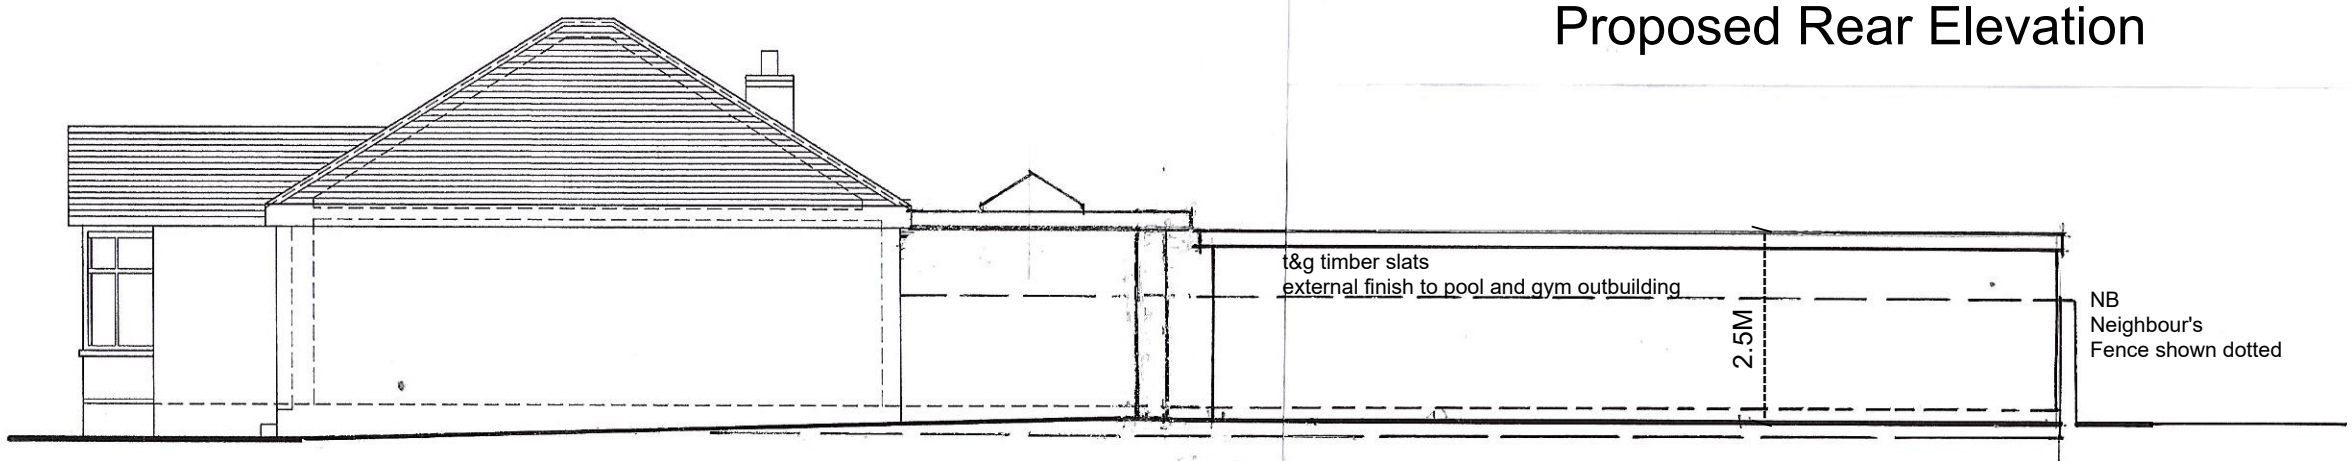 Proposed Rear Elevation
t&g timber slats
external finish to pool and gym outbuilding
2.5M
NB
Neighbour's
Fence shown dotted